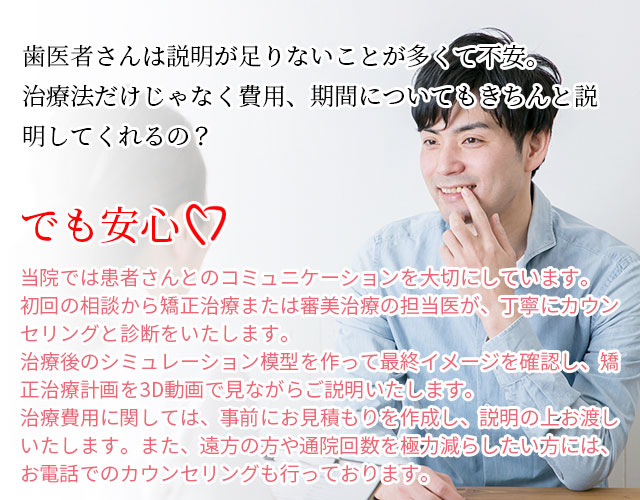 歯医者さんは説明が足りないことが多くて不安。
治療法だけじゃなく費用、期間についてもきちんと説
明してくれるの？
でも安心♡
当院では患者さんとのコミュニケーションを大切にしています。
初回の相談から矯正治療または審美治療の担当医が、丁寧にカウン
セリングと診断をいたします。
治療後のシミュレーション模型を作って最終イメージを確認し、矯
正治療計画を3D動画で見ながらご説明いたします。
治療費用に関しては、事前にお見積もりを作成し、説明の上お渡し
いたします。また、遠方の方や通院回数を極力減らしたい方には、
お電話でのカウンセリングも行っております。